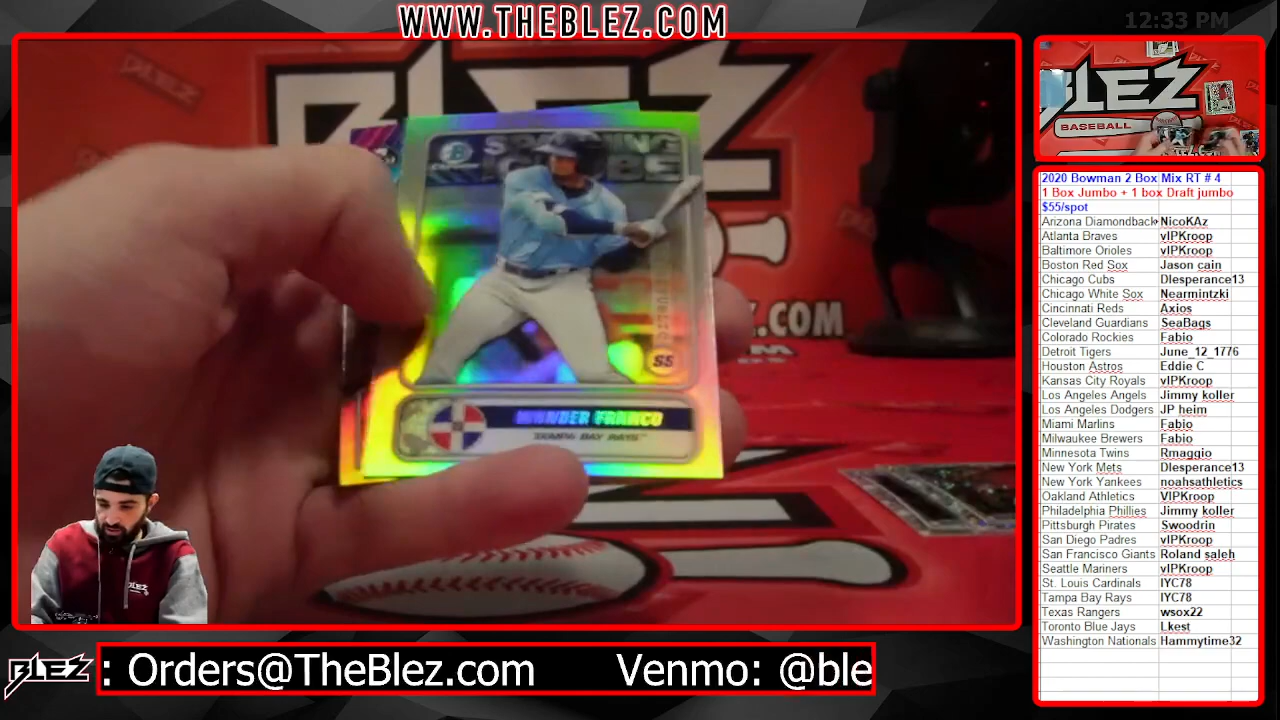 WWW.THEBLEZ.COM
12:33 PM
BLEZ
BLEZ
BASEBALL
SPANNING
GLOBE
Z.COM
55
WANDER FRANCO
TAMPA BAY RAYS™
2020 Bowman 2 Box Mix RT # 4
1 Box Jumbo + 1 box Draft jumbo
$55/spot
Arizona Diamondback NicoKAz
Atlanta Braves vIPKroop
Baltimore Orioles vIPKroop
Boston Red Sox Jason cain
Chicago Cubs Dlesperance13
Chicago White Sox Nearmintzki
Cincinnati Reds Axios
Cleveland Guardians SeaBags
Colorado Rockies Fabio
Detroit Tigers June_12_1776
Houston Astros Eddie C
Kansas City Royals vIPKroop
Los Angeles Angels Jimmy koller
Los Angeles Dodgers JP heim
Miami Marlins Fabio
Milwaukee Brewers Fabio
Minnesota Twins Rmaggio
New York Mets Dlesperance13
New York Yankees noahsathletics
Oakland Athletics VIPKroop
Philadelphia Phillies Jimmy koller
Pittsburgh Pirates Swoodrin
San Diego Padres vIPKroop
San Francisco Giants Roland saleh
Seattle Mariners vIPKroop
St. Louis Cardinals IYC78
Tampa Bay Rays IYC78
Texas Rangers wsox22
Toronto Blue Jays Lkest
Washington Nationals Hammytime32
BLEZ
BLEZ : Orders@TheBlez.com Venmo: @ble